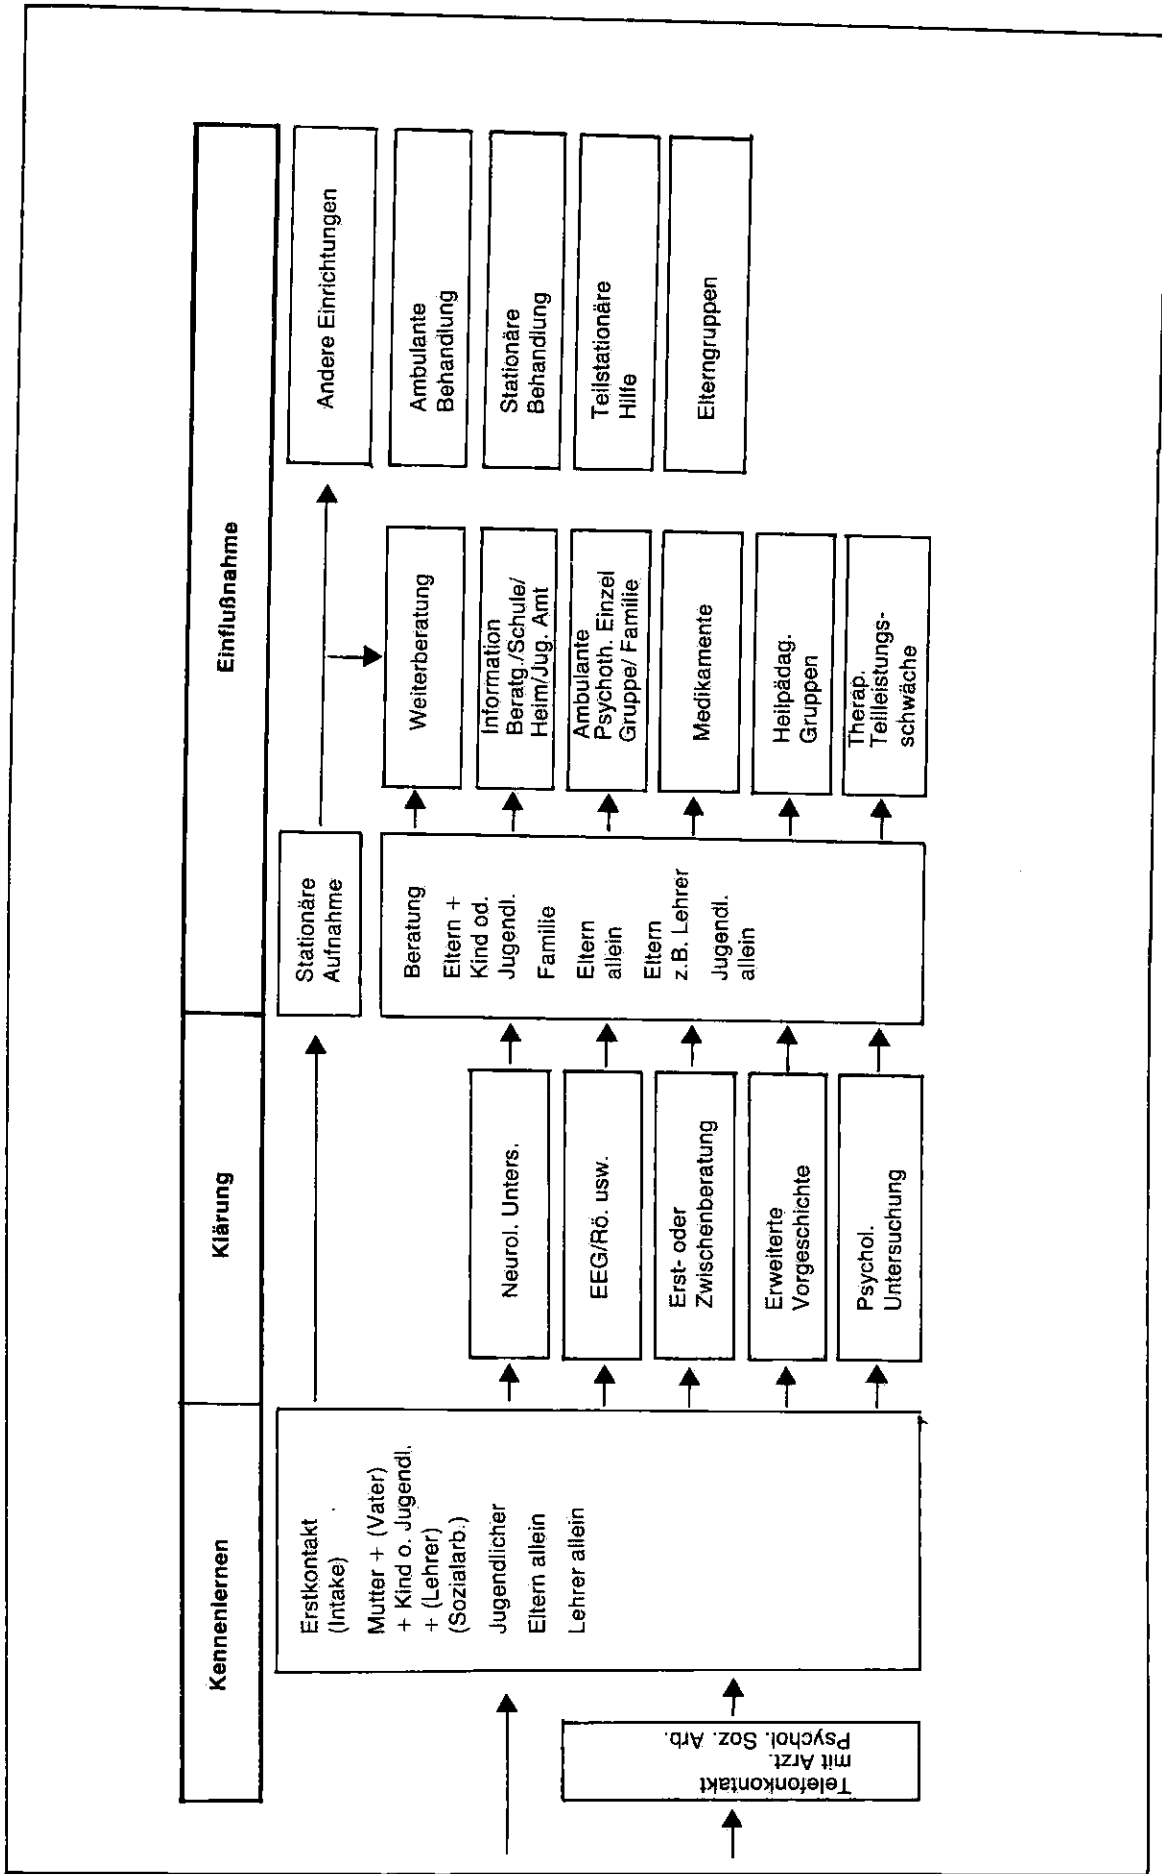 Kennenlernen
Klärung
Einflußnahme
Telefonkontakt
mit Arzt.
Psychol. Soz. Arb.
Erstkontakt
(Intake)
Mutter + (Vater)
+ Kind o. Jugendl.
+ (Lehrer)
(Sozialarb.)
Jugendlicher
Eltern allein
Lehrer allein
Neurol. Unters.
EEG/Rö. usw.
Erst- oder
Zwischenberatung
Erweiterte
Vorgeschichte
Psychol.
Untersuchung
Stationäre
Aufnahme
Beratung
Eltern +
Kind od.
Jugendl.
Familie
Eltern
allein
Eltern
z.B. Lehrer
Jugendl.
allein
Weiterberatung
Information
Beratg./Schule/
Heim/Jug. Amt
Ambulante
Psychoth. Einzel
Gruppe/ Familie
Medikamente
Heilpädag.
Gruppen
Therap.
Teilleistungs-
schwäche
Andere Einrichtungen
Ambulante
Behandlung
Stationäre
Behandlung
Teilstationäre
Hilfe
Elterngruppen